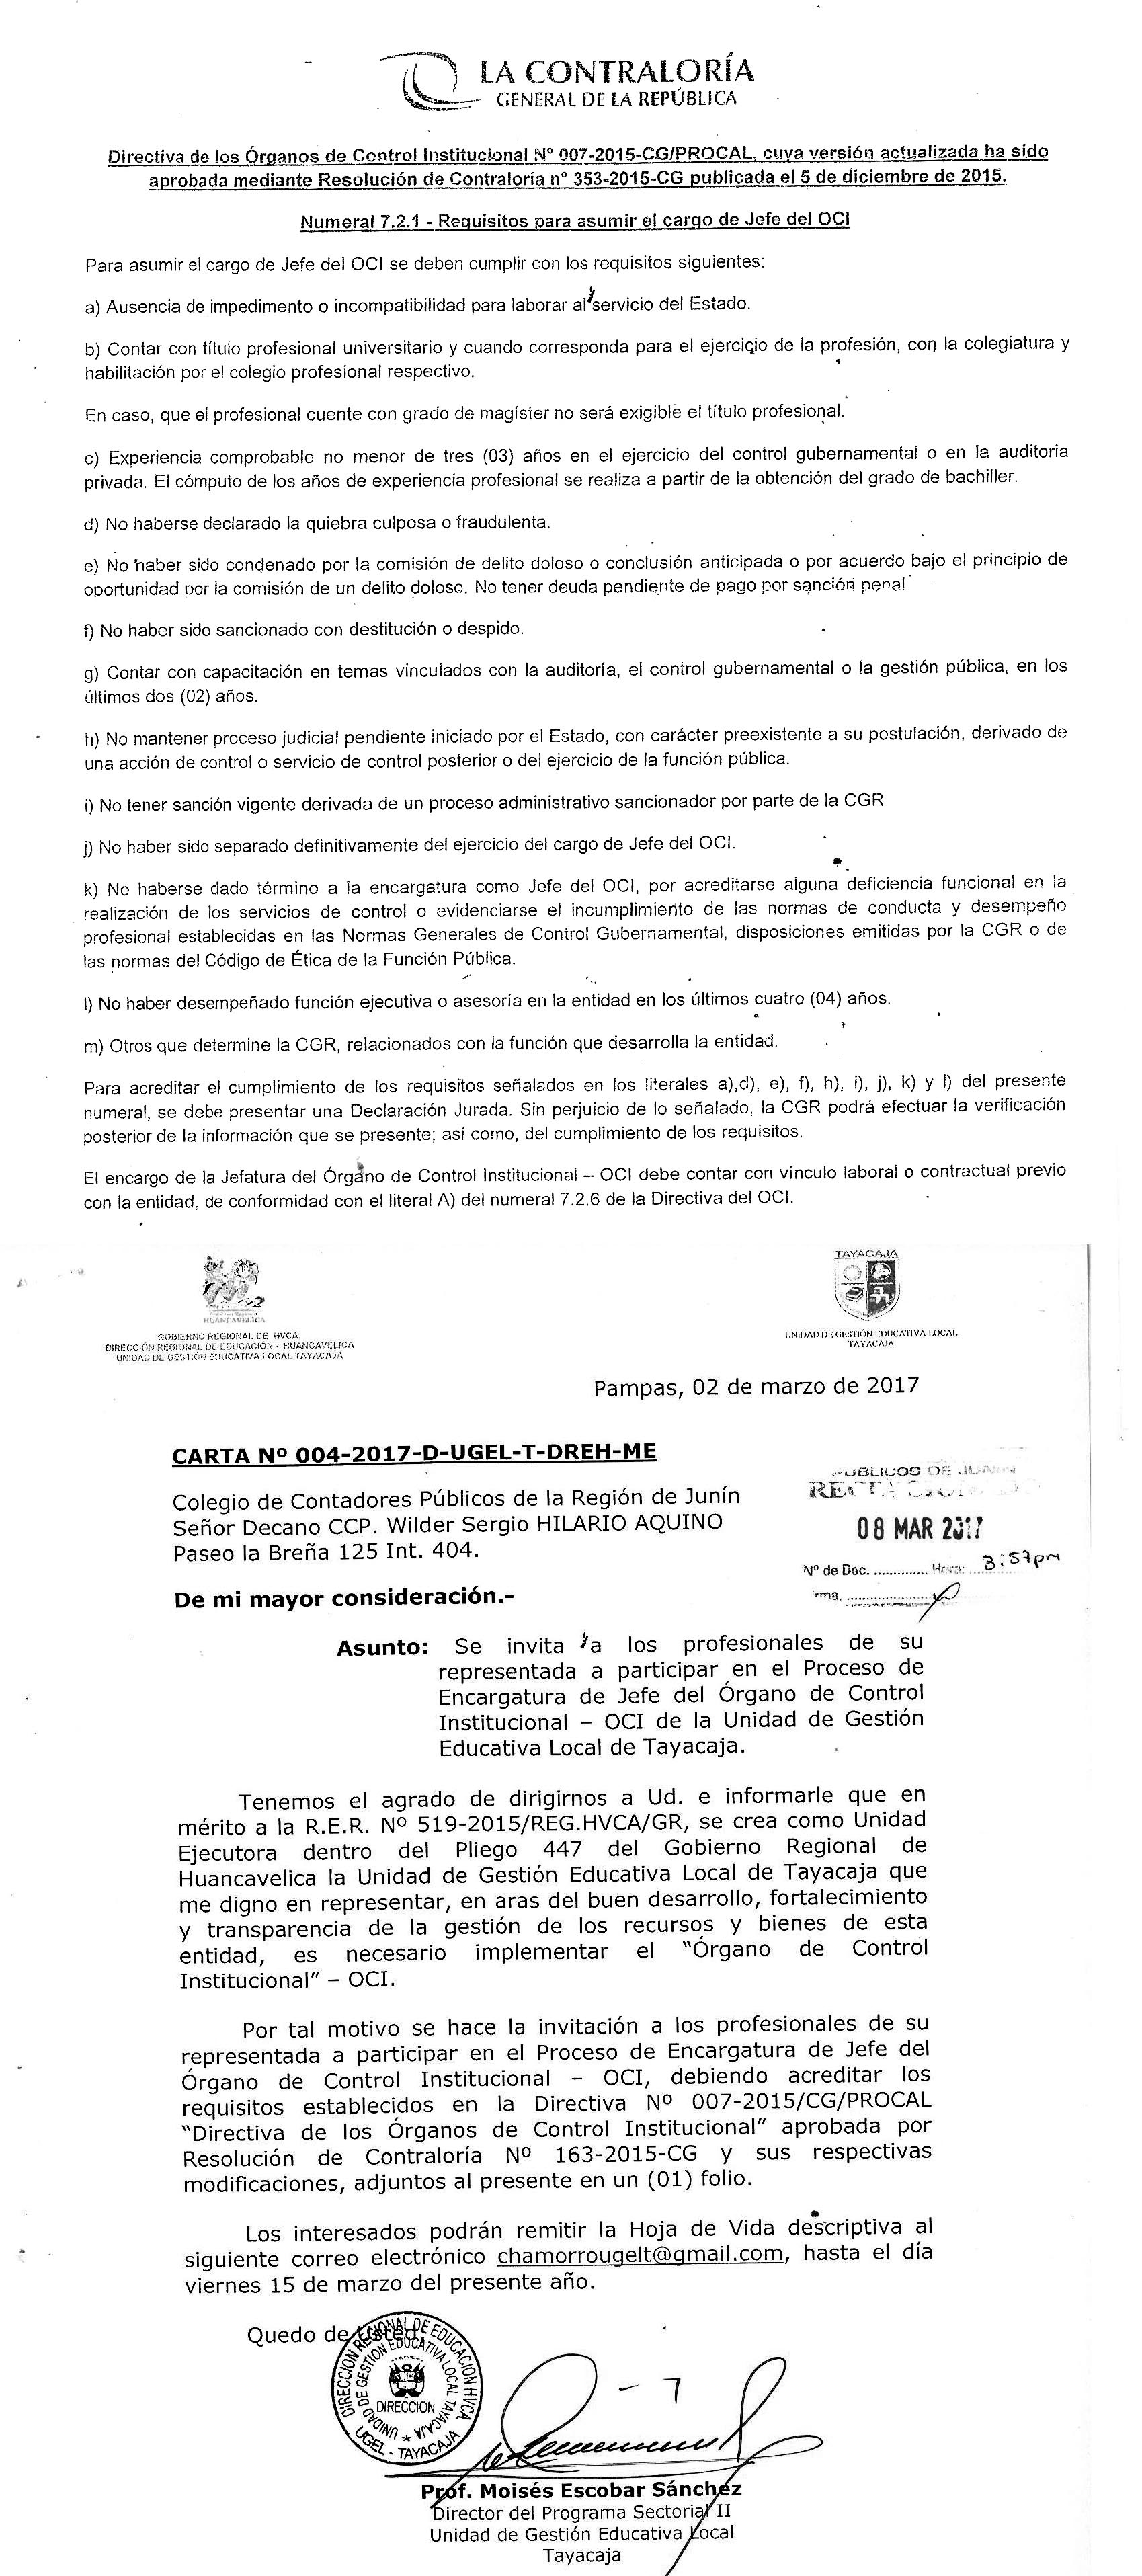 LA CONTRALORÍA
GENERAL DE LA REPÚBLICA
Directiva de los Órganos de Control Institucional Nº 007-2015-CG/PROCAL, cuya versión actualizada ha sido
aprobada mediante Resolución de Contraloría nº 353-2015-CG publicada el 5 de diciembre de 2015.
Numeral 7.2.1 - Requisitos para asumir el cargo de Jefe del OCI
Para asumir el cargo de Jefe del OCI se deben cumplir con los requisitos siguientes:
a) Ausencia de impedimento o incompatibilidad para laborar al servicio del Estado.
b) Contar con título profesional universitario y cuando corresponda para el ejercicio de la profesión, con la colegiatura y
habilitación por el colegio profesional respectivo.
En caso, que el profesional cuente con grado de magíster no será exigible el título profesional.
c) Experiencia comprobable no menor de tres (03) años en el ejercicio del control gubernamental o en la auditoria
privada. El cómputo de los años de experiencia profesional se realiza a partir de la obtención del grado de bachiller.
d) No haberse declarado la quiebra culposa o fraudulenta.
e) No haber sido condenado por la comisión de delito doloso o conclusión anticipada o por acuerdo bajo el principio de
oportunidad por la comisión de un delito doloso. No tener deuda pendiente de pago por sanción penal
f) No haber sido sancionado con destitución o despido.
g) Contar con capacitación en temas vinculados con la auditoría, el control gubernamental o la gestión pública, en los
últimos dos (02) años.
h) No mantener proceso judicial pendiente iniciado por el Estado, con carácter preexistente a su postulación, derivado de
una acción de control o servicio de control posterior o del ejercicio de la función pública.
i) No tener sanción vigente derivada de un proceso administrativo sancionador por parte de la CGR
j) No haber sido separado definitivamente del ejercicio del cargo de Jefe del OCI.
k) No haberse dado término a la encargatura como Jefe del OCI, por acreditarse alguna deficiencia funcional en la
realización de los servicios de control o evidenciarse el incumplimiento de las normas de conducta y desempeño
profesional establecidas en las Normas Generales de Control Gubernamental, disposiciones emitidas por la CGR o de
las normas del Código de Ética de la Función Pública.
l) No haber desempeñado función ejecutiva o asesoría en la entidad en los últimos cuatro (04) años.
m) Otros que determine la CGR, relacionados con la función que desarrolla la entidad.
Para acreditar el cumplimiento de los requisitos señalados en los literales a),d), e), f), h), i), j), k) y l) del presente
numeral, se debe presentar una Declaración Jurada. Sin perjuicio de lo señalado, la CGR podrá efectuar la verificación
posterior de la información que se presente; así como, del cumplimiento de los requisitos.
El encargo de la Jefatura del Órgano de Control Institucional – OCI debe contar con vínculo laboral o contractual previo
con la entidad, de conformidad con el literal A) del numeral 7.2.6 de la Directiva del OCI.
HUANCAVELICA
GOBIERNO REGIONAL DE HVCA.
DIRECCIÓN REGIONAL DE EDUCACIÓN - HUANCAVELICA
UNIDAD DE GESTIÓN EDUCATIVA LOCAL TAYACAJA
TAYACAJA
UNIDAD DE GESTIÓN EDUCATIVA LOCAL
TAYACAJA
Pampas, 02 de marzo de 2017
CARTA Nº 004-2017-D-UGEL-T-DREH-ME
PUBLICOS DE JUNIN
08 MAR 2017
Nº de Doc. .............. Hora: 3:57pm
Colegio de Contadores Públicos de la Región de Junín
Señor Decano CCP. Wilder Sergio HILARIO AQUINO
Paseo la Breña 125 Int. 404.
De mi mayor consideración.-
Asunto: Se invita a los profesionales de su
representada a participar en el Proceso de
Encargatura de Jefe del Órgano de Control
Institucional – OCI de la Unidad de Gestión
Educativa Local de Tayacaja.
Tenemos el agrado de dirigirnos a Ud. e informarle que en
mérito a la R.E.R. Nº 519-2015/REG.HVCA/GR, se crea como Unidad
Ejecutora dentro del Pliego 447 del Gobierno Regional de
Huancavelica la Unidad de Gestión Educativa Local de Tayacaja que
me digno en representar, en aras del buen desarrollo, fortalecimiento
y transparencia de la gestión de los recursos y bienes de esta
entidad, es necesario implementar el “Órgano de Control
Institucional” – OCI.
Por tal motivo se hace la invitación a los profesionales de su
representada a participar en el Proceso de Encargatura de Jefe del
Órgano de Control Institucional – OCI, debiendo acreditar los
requisitos establecidos en la Directiva Nº 007-2015/CG/PROCAL
“Directiva de los Órganos de Control Institucional” aprobada por
Resolución de Contraloría Nº 163-2015-CG y sus respectivas
modificaciones, adjuntos al presente en un (01) folio.
Los interesados podrán remitir la Hoja de Vida descriptiva al
siguiente correo electrónico chamorrougelt@gmail.com, hasta el día
viernes 15 de marzo del presente año.
Quedo de Usted.
DIRECCION REGIONAL DE EDUCACION HVCA.
UNIDAD DE GESTION EDUCATIVA LOCAL TAYACAJA
DIRECCION
UGEL - TAYACAJA
Prof. Moisés Escobar Sánchez
Director del Programa Sectorial II
Unidad de Gestión Educativa Local
Tayacaja